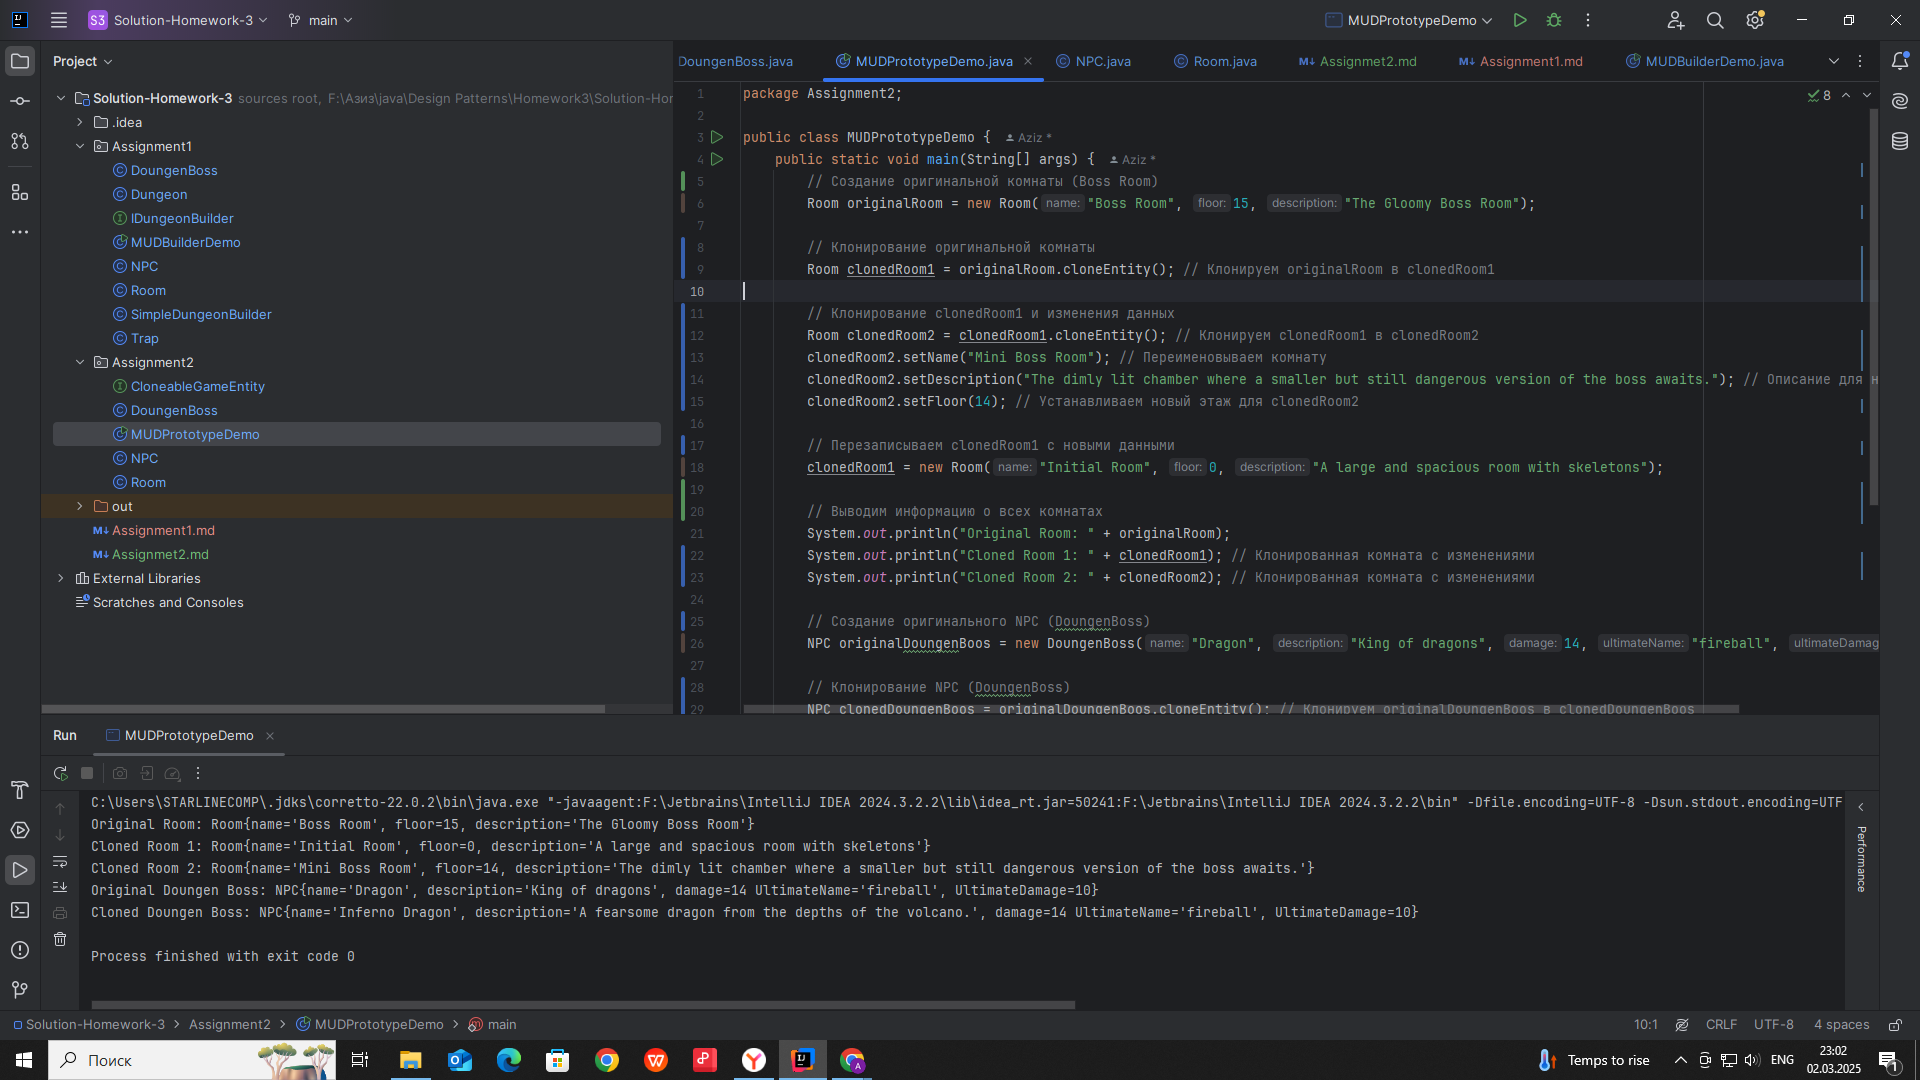 S3 Solution-Homework-3 main MUDPrototypeDemo
Project
Solution-Homework-3 sources root, F:\Азиз\java\Design Patterns\Homework3\Solution-Hor
.idea
Assignment1
DoungenBoss
Dungeon
IDungeonBuilder
MUDBuilderDemo
NPC
Room
SimpleDungeonBuilder
Trap
Assignment2
CloneableGameEntity
DoungenBoss
MUDPrototypeDemo
NPC
Room
out
Assignment1.md
Assignmet2.md
External Libraries
Scratches and Consoles
DoungenBoss.java MUDPrototypeDemo.java NPC.java Room.java Assignmet2.md Assignment1.md MUDBuilderDemo.java
8
1 package Assignment2;
2
3 public class MUDPrototypeDemo { Aziz *
4 public static void main(String[] args) { Aziz *
5 // Создание оригинальной комнаты (Boss Room)
6 Room originalRoom = new Room( name: "Boss Room", floor: 15, description: "The Gloomy Boss Room");
7
8 // Клонирование оригинальной комнаты
9 Room clonedRoom1 = originalRoom.cloneEntity(); // Клонируем originalRoom в clonedRoom1
10
11 // Клонирование clonedRoom1 и изменения данных
12 Room clonedRoom2 = clonedRoom1.cloneEntity(); // Клонируем clonedRoom1 в clonedRoom2
13 clonedRoom2.setName("Mini Boss Room"); // Переименовываем комнату
14 clonedRoom2.setDescription("The dimly lit chamber where a smaller but still dangerous version of the boss awaits."); // Описание для н
15 clonedRoom2.setFloor(14); // Устанавливаем новый этаж для clonedRoom2
16
17 // Перезаписываем clonedRoom1 с новыми данными
18 clonedRoom1 = new Room( name: "Initial Room", floor: 0, description: "A large and spacious room with skeletons");
19
20 // Выводим информацию о всех комнатах
21 System.out.println("Original Room: " + originalRoom);
22 System.out.println("Cloned Room 1: " + clonedRoom1); // Клонированная комната с изменениями
23 System.out.println("Cloned Room 2: " + clonedRoom2); // Клонированная комната с изменениями
24
25 // Создание оригинального NPC (DoungenBoss)
26 NPC originalDoungenBoos = new DoungenBoss( name: "Dragon", description: "King of dragons", damage: 14, ultimateName: "fireball", ultimateDamag
27
28 // Клонирование NPC (DoungenBoss)
29 NPC clonedDoungenBoos = originalDoungenBoos.cloneEntity(); // Клонируем originalDoungenBoos в clonedDoungenBoos
Run MUDPrototypeDemo
C:\Users\STARLINECOMP\.jdks\corretto-22.0.2\bin\java.exe "-javaagent:F:\Jetbrains\IntelliJ IDEA 2024.3.2.2\lib\idea_rt.jar=50241:F:\Jetbrains\IntelliJ IDEA 2024.3.2.2\bin" -Dfile.encoding=UTF-8 -Dsun.stdout.encoding=UTF
Original Room: Room{name='Boss Room', floor=15, description='The Gloomy Boss Room'}
Cloned Room 1: Room{name='Initial Room', floor=0, description='A large and spacious room with skeletons'}
Cloned Room 2: Room{name='Mini Boss Room', floor=14, description='The dimly lit chamber where a smaller but still dangerous version of the boss awaits.'}
Original Doungen Boss: NPC{name='Dragon', description='King of dragons', damage=14 UltimateName='fireball', UltimateDamage=10}
Cloned Doungen Boss: NPC{name='Inferno Dragon', description='A fearsome dragon from the depths of the volcano.', damage=14 UltimateName='fireball', UltimateDamage=10}
Process finished with exit code 0
Performance
Solution-Homework-3 > Assignment2 > MUDPrototypeDemo > main 10:1 CRLF UTF-8 4 spaces
Поиск Temps to rise ENG 23:02
02.03.2025
1